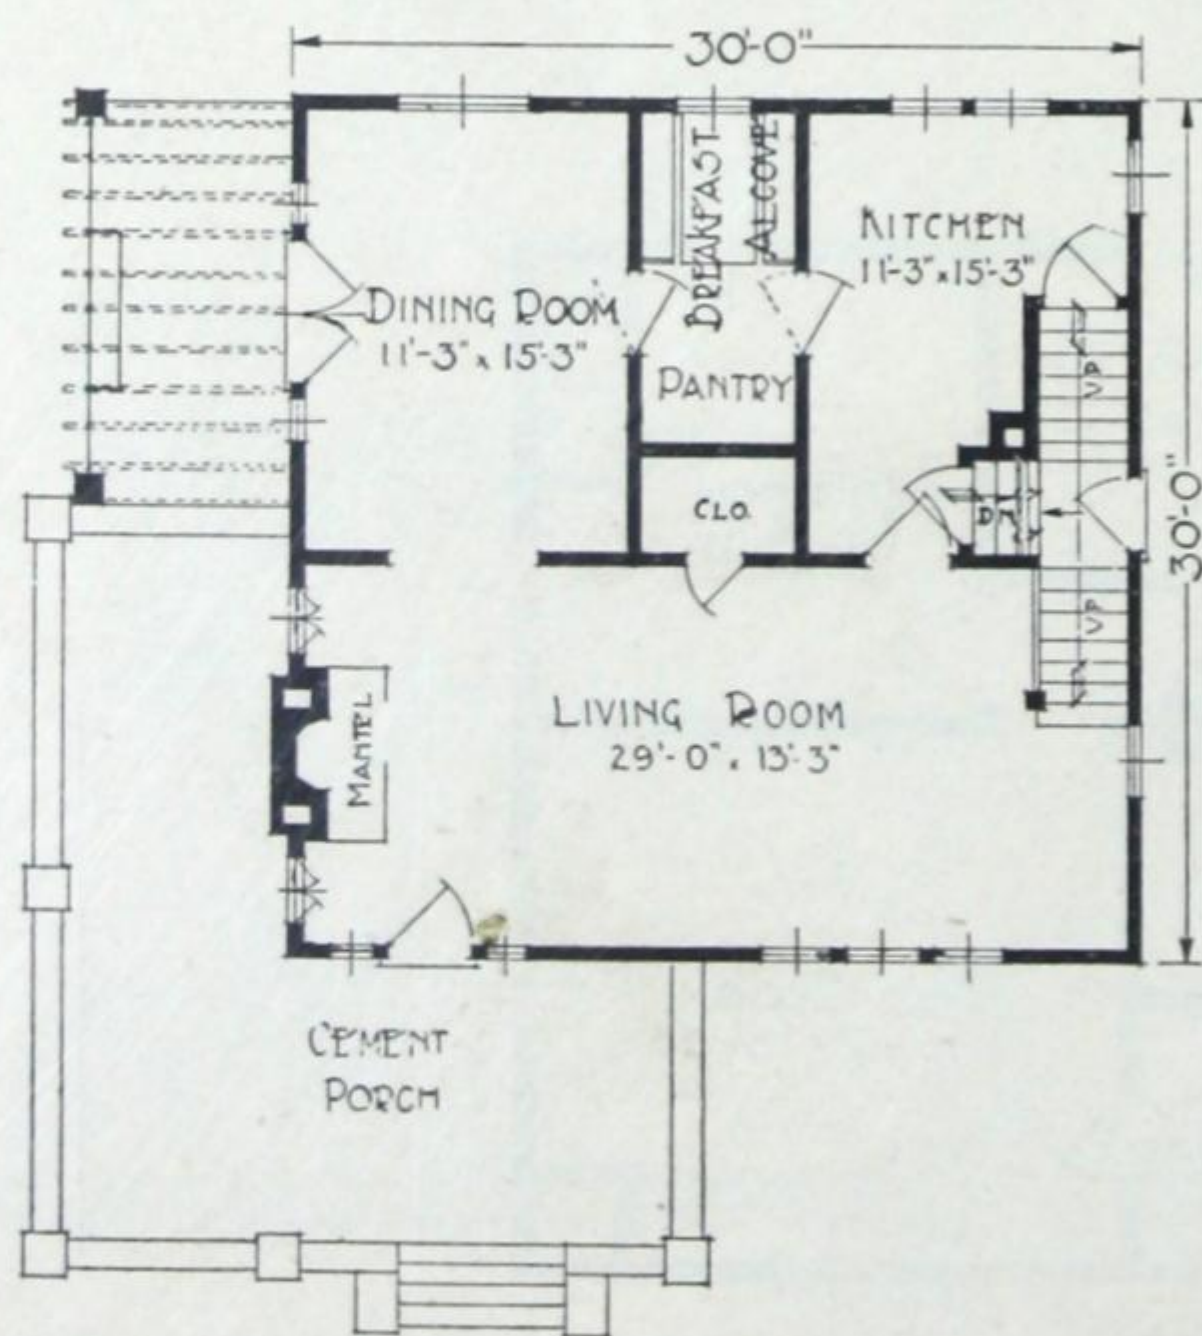 30'-0"
BREAKFAST
ALCOVE
KITCHEN
11'-3" x 15'-3"
DINING ROOM
11'-3" x 15'-3"
UP
PANTRY
CLO.
DN
30'-0"
UP
LIVING ROOM
29'-0" x 13'-3"
MANTEL
CEMENT
PORCH